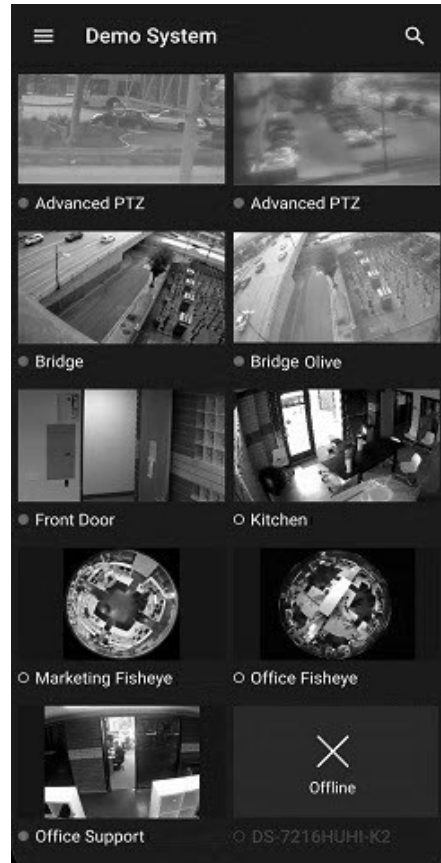 Demo System
Advanced PTZ
Advanced PTZ
Bridge
Bridge Olive
Front Door
Kitchen
Marketing Fisheye
Office Fisheye
Offline
Office Support
DS-7216HUHI-K2